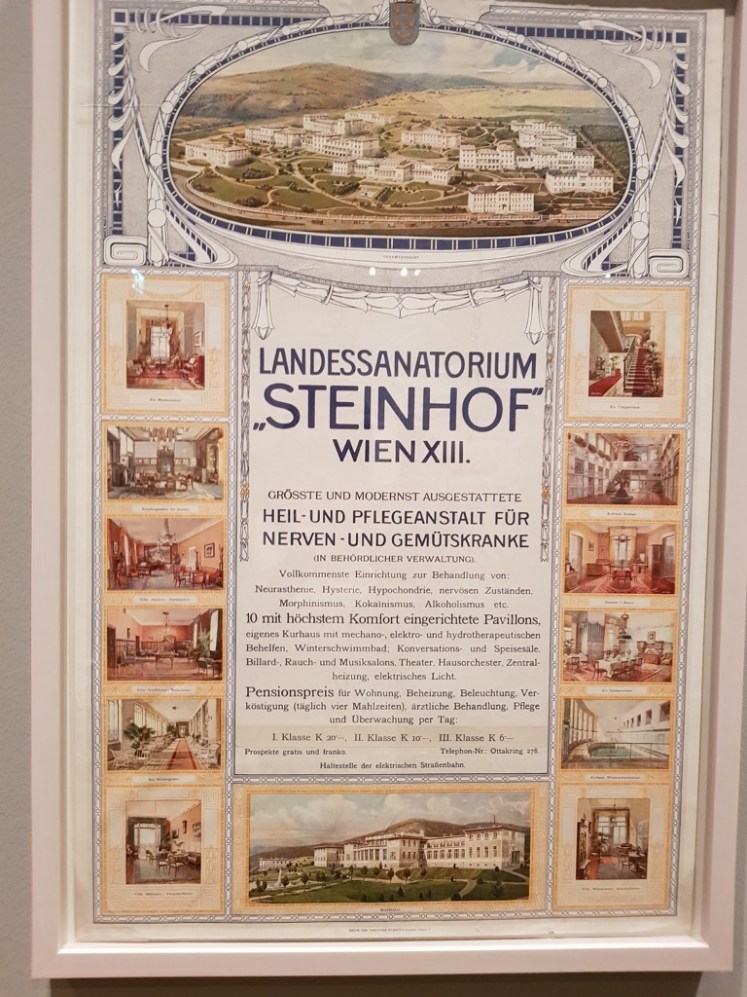 GESAMTANSICHT
LANDESSANATORIUM
„STEINHOF"
WIEN XIII.
GRÖSSTE UND MODERNST AUSGESTATTETE
HEIL-UND PFLEGEANSTALT FÜR
NERVEN-UND GEMÜTSKRANKE
(IN BEHÖRDLICHER VERWALTUNG).
Vollkommenste Einrichtung zur Behandlung von:
Neurasthenie, Hysterie, Hypochondrie, nervösen Zuständen,
Morphinismus, Kokainismus, Alkoholismus etc.
10 mit höchstem Komfort eingerichtete Pavillons,
eigenes Kurhaus mit mechano-, elektro- und hydrotherapeutischen
Behelfen, Winterschwimmbad; Konversations- und Speisesäle,
Billard-, Rauch- und Musiksalons, Theater, Hausorchester, Zentral-
heizung, elektrisches Licht.
Pensionspreis für Wohnung, Beheizung, Beleuchtung, Ver-
köstigung (täglich vier Mahlzeiten), ärztliche Behandlung, Pflege
und Überwachung per Tag:
I. Klasse K 20·–, II. Klasse K 10·–, III. Klasse K 6·–
Prospekte gratis und franko. Telephon-Nr.: Ottakring 278.
Haltestelle der elektrischen Straßenbahn.